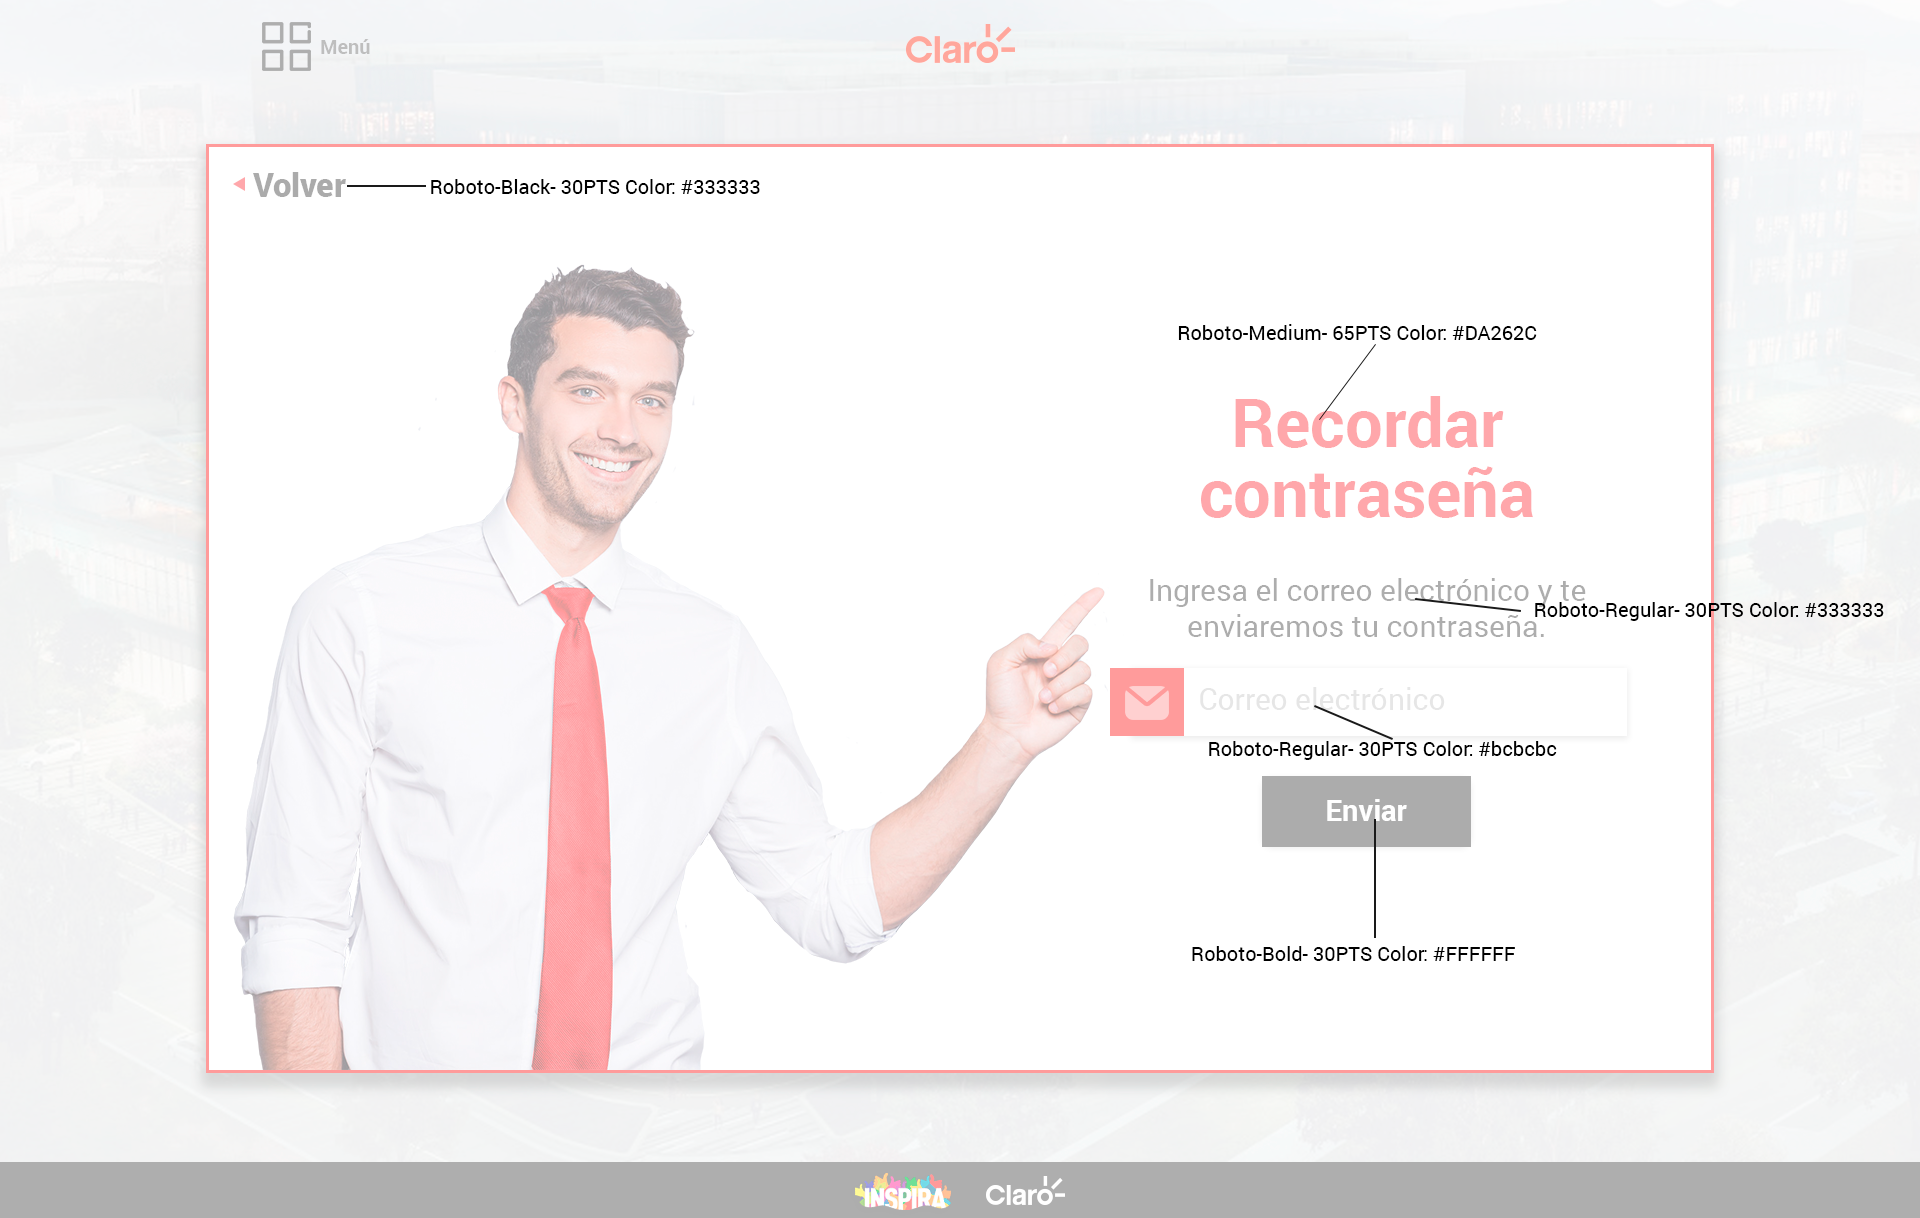 Menú
Claro
Volver
Roboto-Black- 30PTS Color: #333333
Roboto-Medium- 65PTS Color: #DA262C
Recordar
contraseña
Ingresa el correo electrónico y te
enviaremos tu contraseña.
Roboto-Regular- 30PTS Color: #333333
Correo electrónico
Roboto-Regular- 30PTS Color: #bcbcbc
Enviar
Roboto-Bold- 30PTS Color: #FFFFFF
INSPIRA
Claro